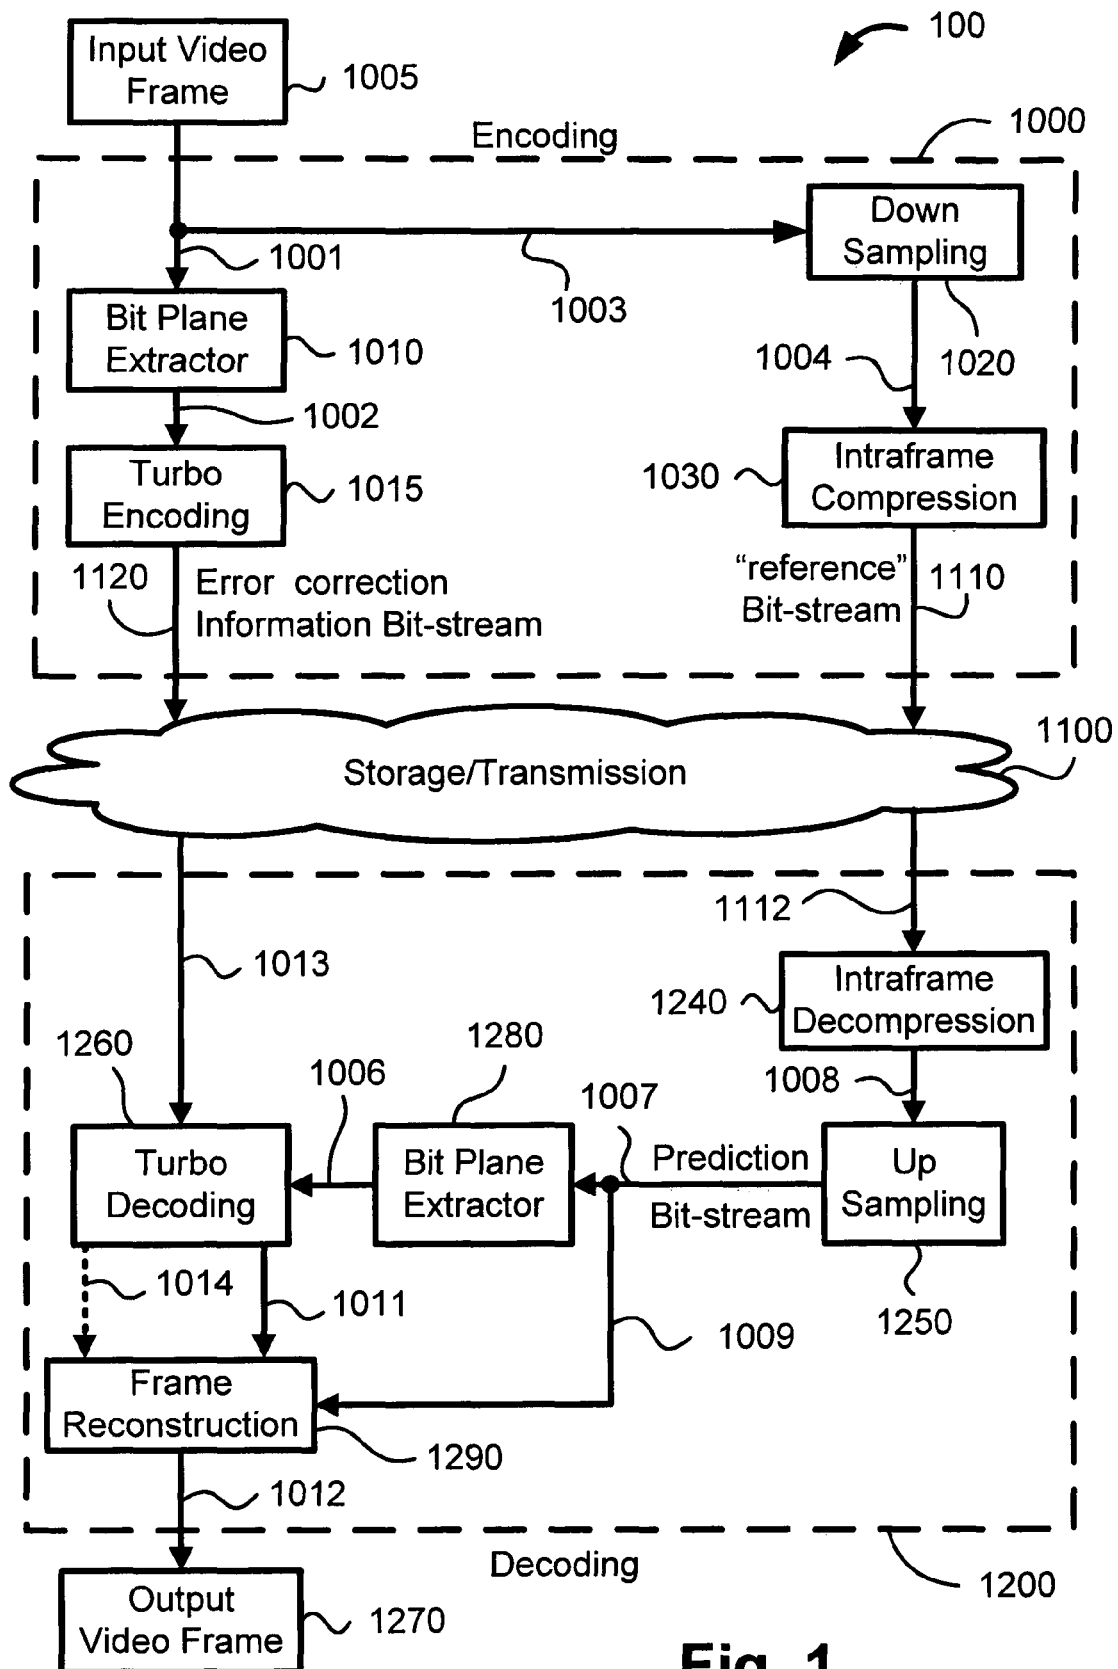 100
Input Video
Frame
1005
Encoding
1000
Down
Sampling
1001
1003
Bit Plane
Extractor
1010
1004
1020
1002
Turbo
Encoding
1015
1030
Intraframe
Compression
1120
Error correction
Information Bit-stream
“reference”
Bit-stream
1110
Storage/Transmission
1100
1112
1013
1240
Intraframe
Decompression
1260
1280
1006
1007
1008
Turbo
Decoding
Bit Plane
Extractor
Prediction
Bit-stream
Up
Sampling
1014
1011
1009
1250
Frame
Reconstruction
1290
1012
Decoding
1200
Output
Video Frame
1270
Fig. 1